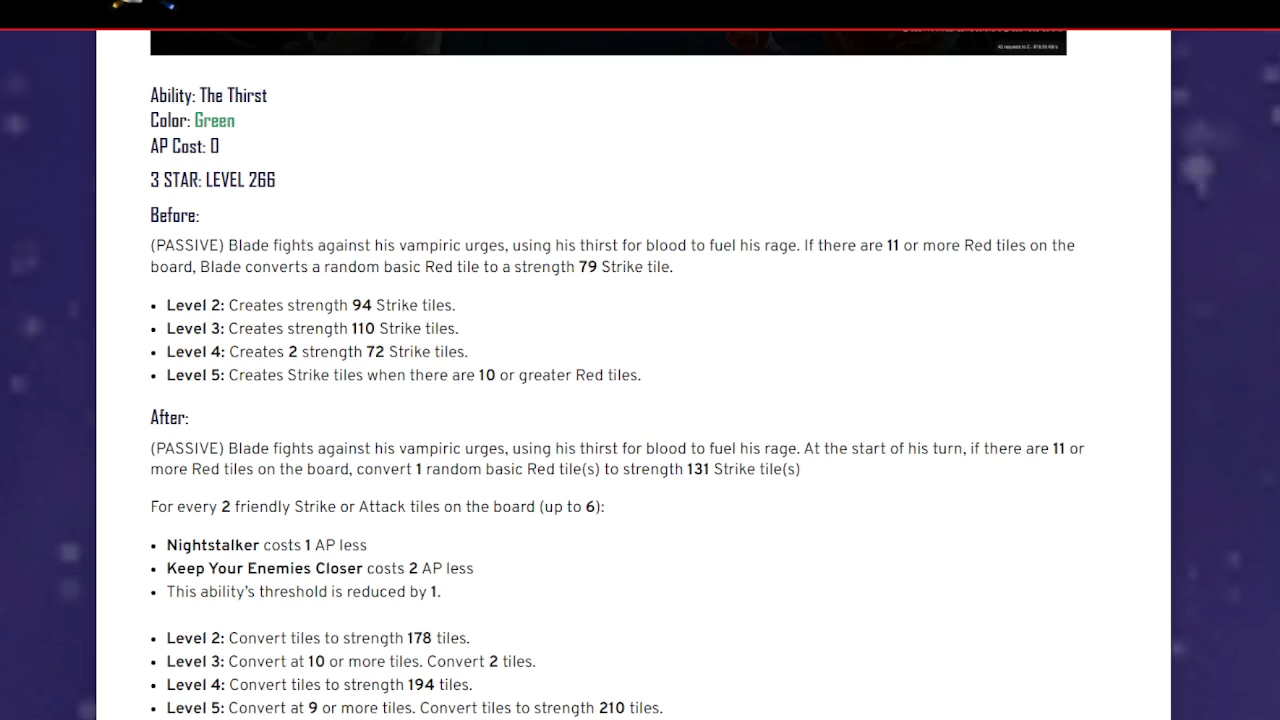 Ability: The Thirst
Color: Green
AP Cost: 0
3 STAR: LEVEL 266
Before:
(PASSIVE) Blade fights against his vampiric urges, using his thirst for blood to fuel his rage. If there are 11 or more Red tiles on the
board, Blade converts a random basic Red tile to a strength 79 Strike tile.
• Level 2: Creates strength 94 Strike tiles.
• Level 3: Creates strength 110 Strike tiles.
• Level 4: Creates 2 strength 72 Strike tiles.
• Level 5: Creates Strike tiles when there are 10 or greater Red tiles.
After:
(PASSIVE) Blade fights against his vampiric urges, using his thirst for blood to fuel his rage. At the start of his turn, if there are 11 or
more Red tiles on the board, convert 1 random basic Red tile(s) to strength 131 Strike tile(s)
For every 2 friendly Strike or Attack tiles on the board (up to 6):
• Nightstalker costs 1 AP less
• Keep Your Enemies Closer costs 2 AP less
• This ability’s threshold is reduced by 1.
• Level 2: Convert tiles to strength 178 tiles.
• Level 3: Convert at 10 or more tiles. Convert 2 tiles.
• Level 4: Convert tiles to strength 194 tiles.
• Level 5: Convert at 9 or more tiles. Convert tiles to strength 210 tiles.